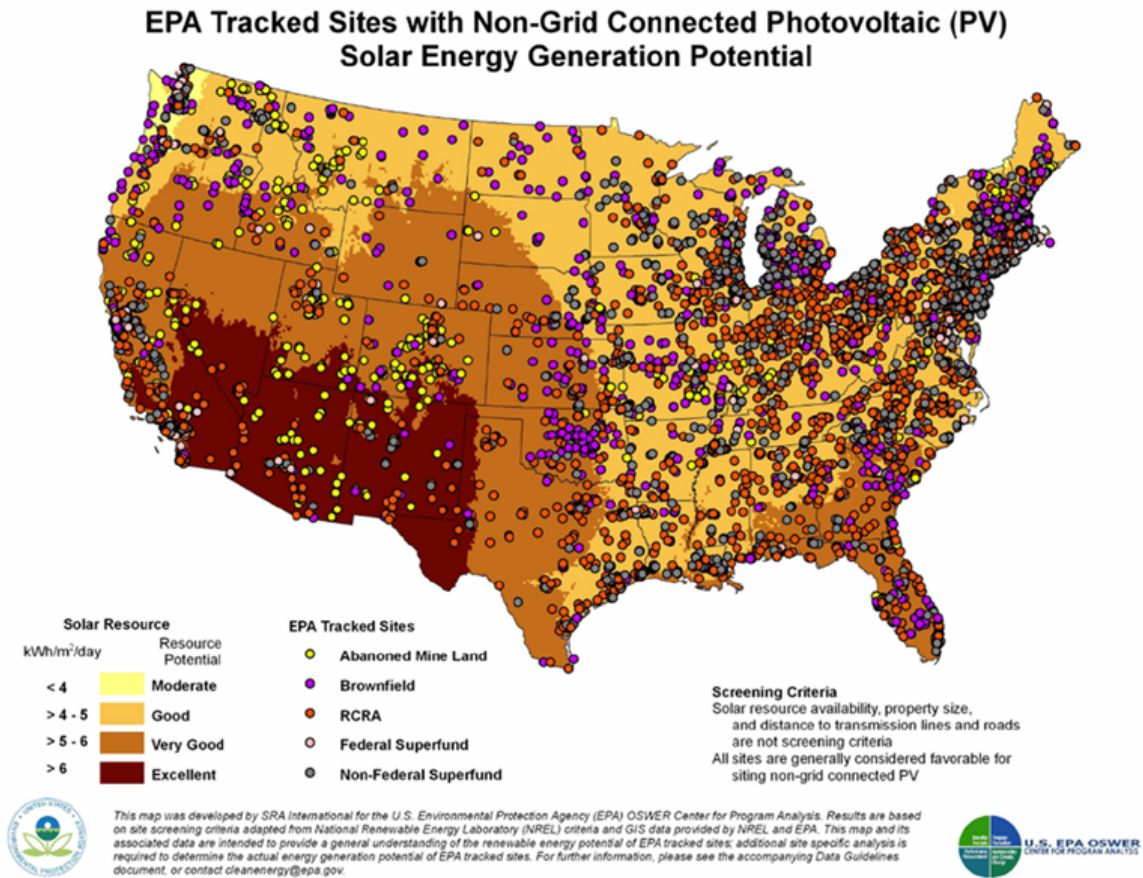 EPA Tracked Sites with Non-Grid Connected Photovoltaic (PV)
Solar Energy Generation Potential
Solar Resource
kWh/m²/day
Resource
Potential
< 4 Moderate
> 4 - 5 Good
> 5 - 6 Very Good
> 6 Excellent
EPA Tracked Sites
Abanoned Mine Land
Brownfield
RCRA
Federal Superfund
Non-Federal Superfund
Screening Criteria
Solar resource availability, property size,
and distance to transmission lines and roads
are not screening criteria
All sites are generally considered favorable for
siting non-grid connected PV
This map was developed by SRA International for the U.S. Environmental Protection Agency (EPA) OSWER Center for Program Analysis. Results are based
on site screening criteria adapted from National Renewable Energy Laboratory (NREL) criteria and GIS data provided by NREL and EPA. This map and its
associated data are intended to provide a general understanding of the renewable energy potential of EPA tracked sites; additional site specific analysis is
required to determine the actual energy generation potential of EPA tracked sites. For further information, please see the accompanying Data Guidelines
document, or contact cleanenergy@epa.gov.
U.S. EPA OSWER
CENTER FOR PROGRAM ANALYSIS